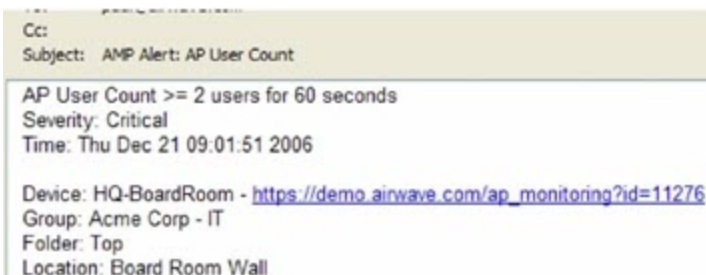 Cc:
Subject: AMP Alert: AP User Count
AP User Count >= 2 users for 60 seconds
Severity: Critical
Time: Thu Dec 21 09:01:51 2006
Device: HQ-BoardRoom - https://demo.airwave.com/ap_monitoring?id=11276
Group: Acme Corp - IT
Folder: Top
Location: Board Room Wall